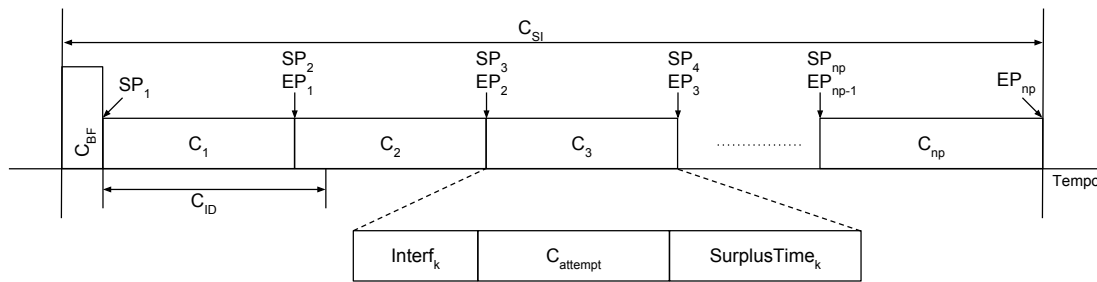 C_SI
SP_1
SP_2
EP_1
SP_3
EP_2
SP_4
EP_3
SP_np
EP_np-1
EP_np
C_BF
C_1
C_2
C_3
....................
C_np
Tempo
C_ID
Interf_k
C_attempt
SurplusTime_k